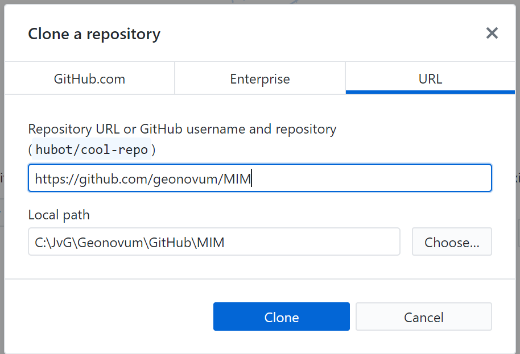 Clone a repository
GitHub.com Enterprise URL
Repository URL or GitHub username and repository
( hubot/cool-repo )
https://github.com/geonovum/MIM
Local path
C:\JvG\Geonovum\GitHub\MIM Choose...
Clone Cancel